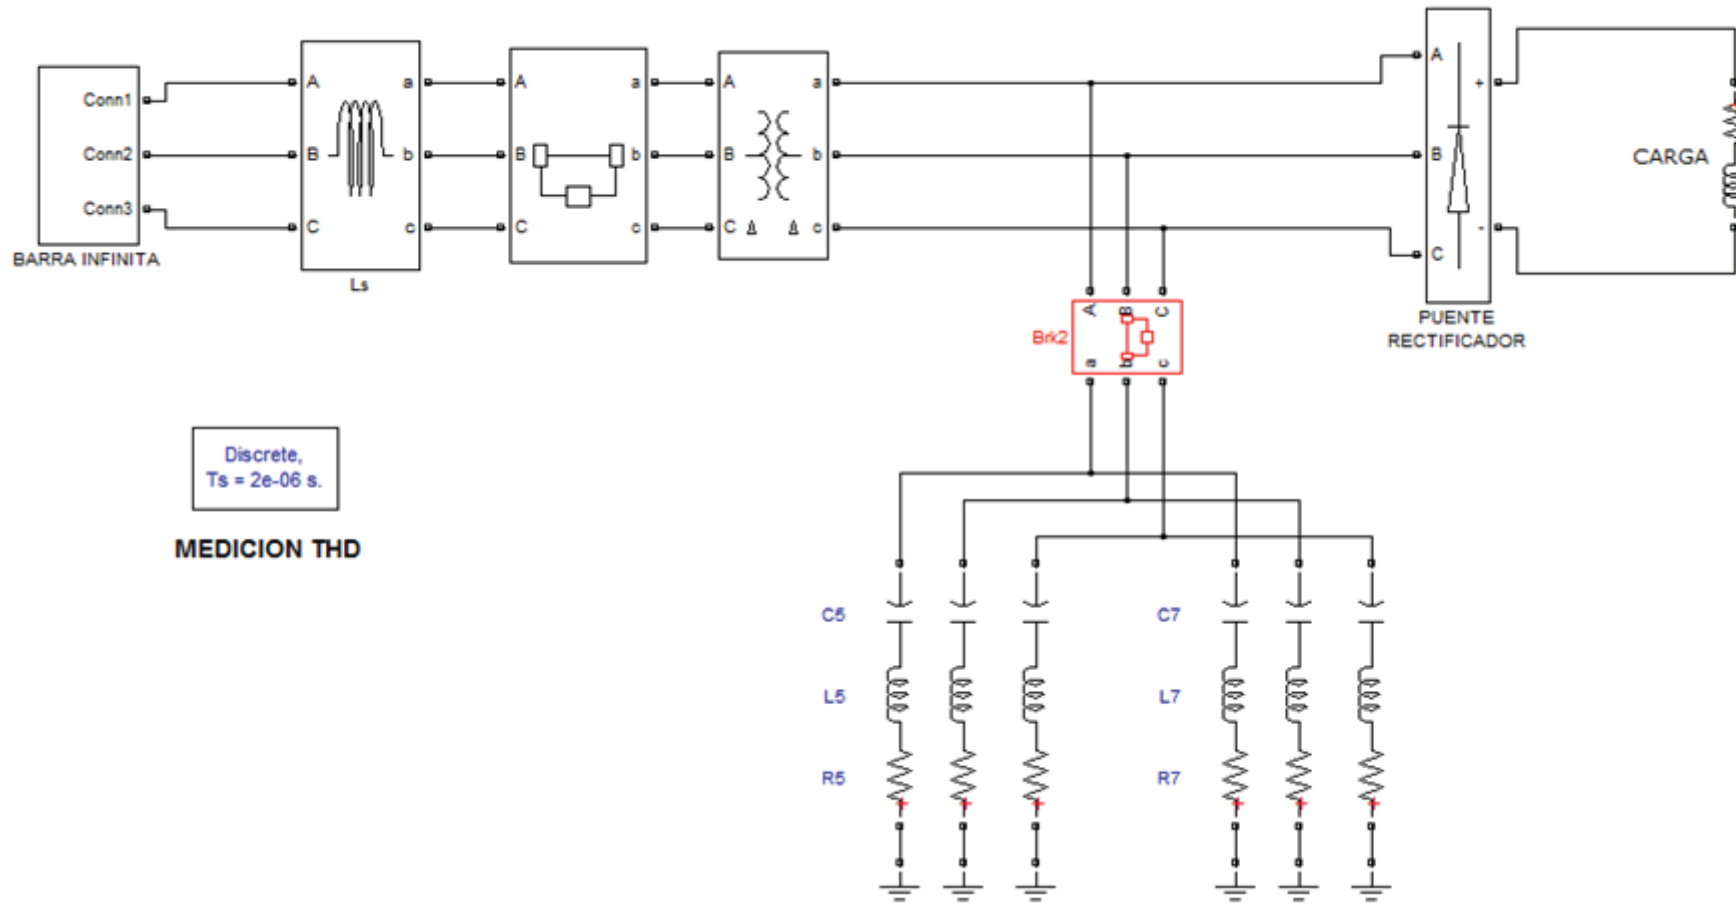 Conn1
Conn2
Conn3
BARRA INFINITA
A
B
C
a
b
c
Ls
A
B
C
a
b
c
A
B
C
a
b
c
A
B
C
+
-
PUENTE
RECTIFICADOR
CARGA
Brk2
A
B
C
a
b
c
Discrete,
Ts = 2e-06 s.
MEDICION THD
C5
L5
R5
C7
L7
R7